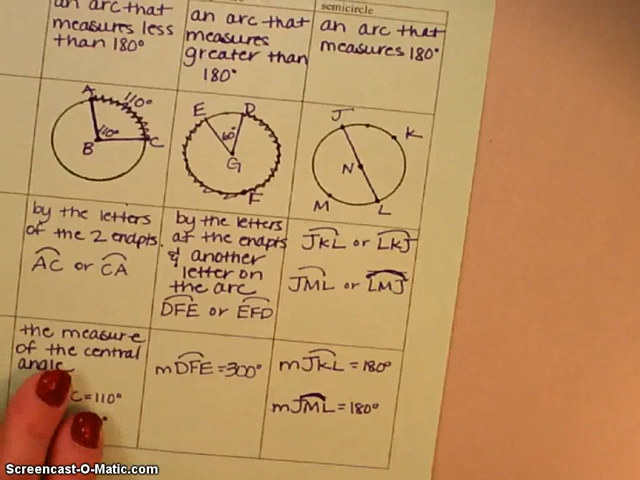 semicircle
an arc that
measures less
than 180°
an arc that
measures
greater than
180°
an arc that
measures 180°
A
110°
110°
B
C
E
D
60°
G
F
J
K
N
M
L
by the letters
of the 2 endpts.
AC or CA
by the letters
of the endpts
& another
letter on
the arc
DFE or EFD
JKL or LKJ
JML or LMJ
the measure
of the central
angle
C = 110°
mDFE = 300°
mJKL = 180°
mJML = 180°
Screencast-O-Matic.com